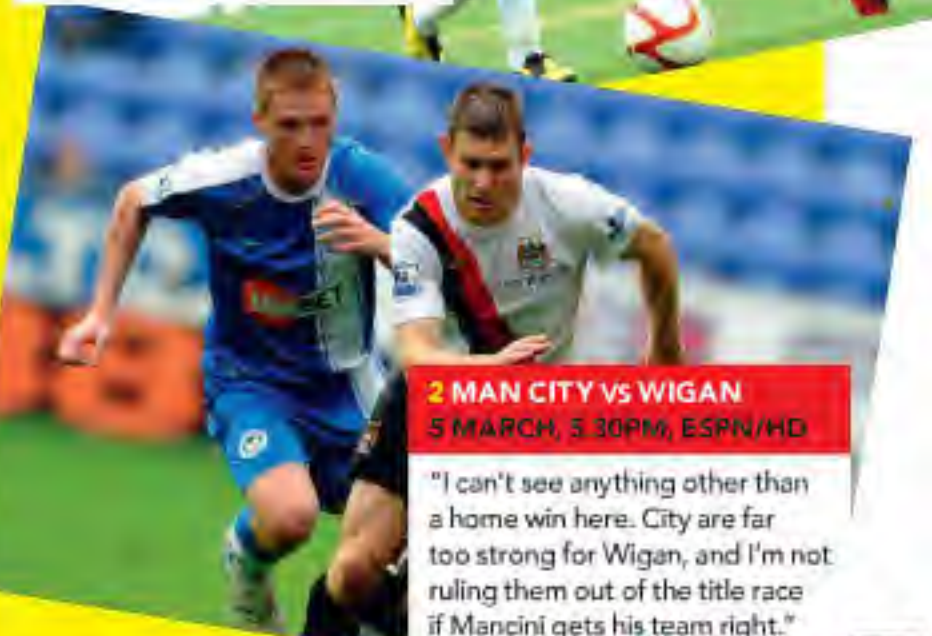 2 MAN CITY VS WIGAN
5 MARCH, 5.30PM, ESPN/HD
"I can't see anything other than
a home win here. City are far
too strong for Wigan, and I'm not
ruling them out of the title race
if Mancini gets his team right."